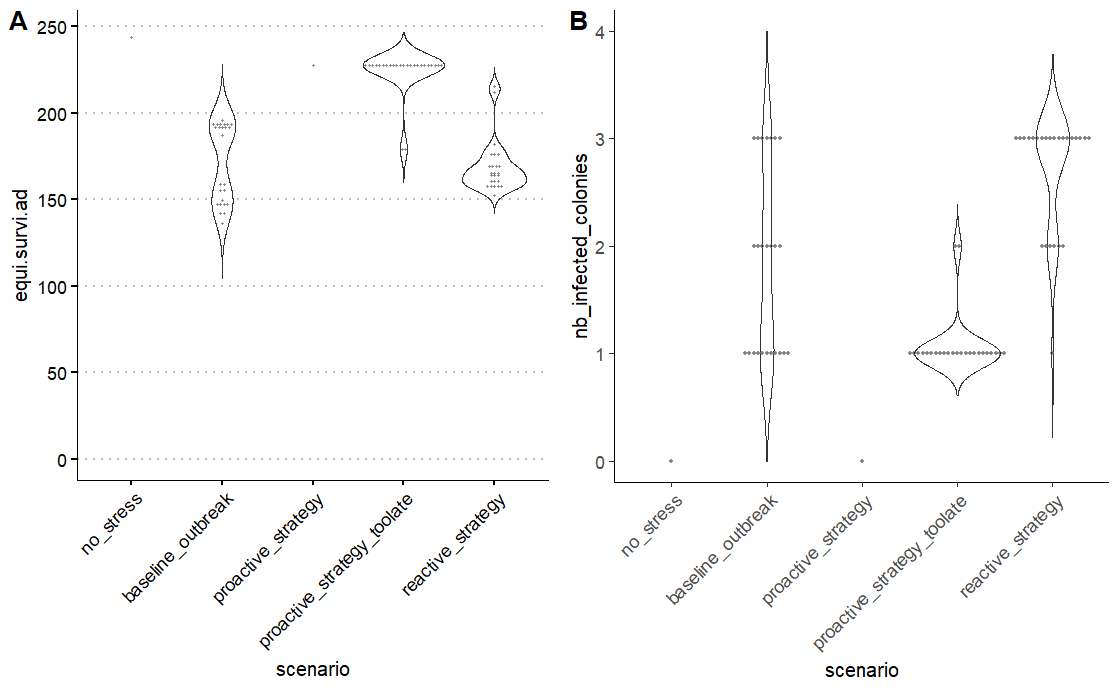 A
equi.survi.ad
250
200
150
100
50
0
no_stress
baseline_outbreak
proactive_strategy
proactive_strategy_toolate
reactive_strategy
scenario
B
nb_infected_colonies
4
3
2
1
0
no_stress
baseline_outbreak
proactive_strategy
proactive_strategy_toolate
reactive_strategy
scenario